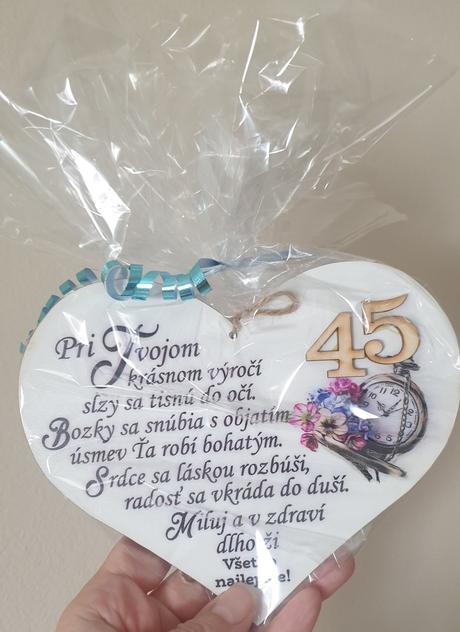 45
Pri Tvojom
krásnom výročí
slzy sa tisnú do očí.
Bozky sa snúbia s objatím
úsmev Ťa robí bohatým.
Srdce sa láskou rozbúši,
radosť sa vkráda do duší.
Miluj a v zdraví
dlho ži